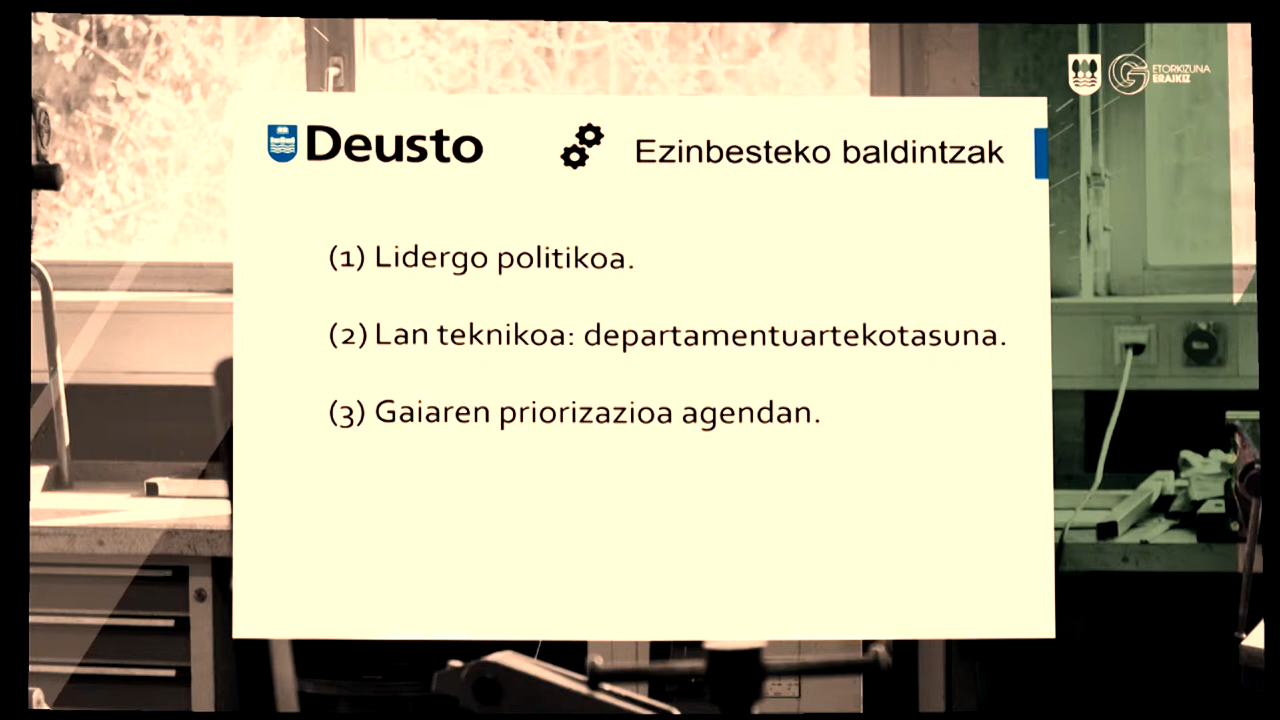 ETORKIZUNA
ERAIKIZ
Deusto
Ezinbesteko baldintzak
(1) Lidergo politikoa.
(2) Lan teknikoa: departamentuartekotasuna.
(3) Gaiaren priorizazioa agendan.